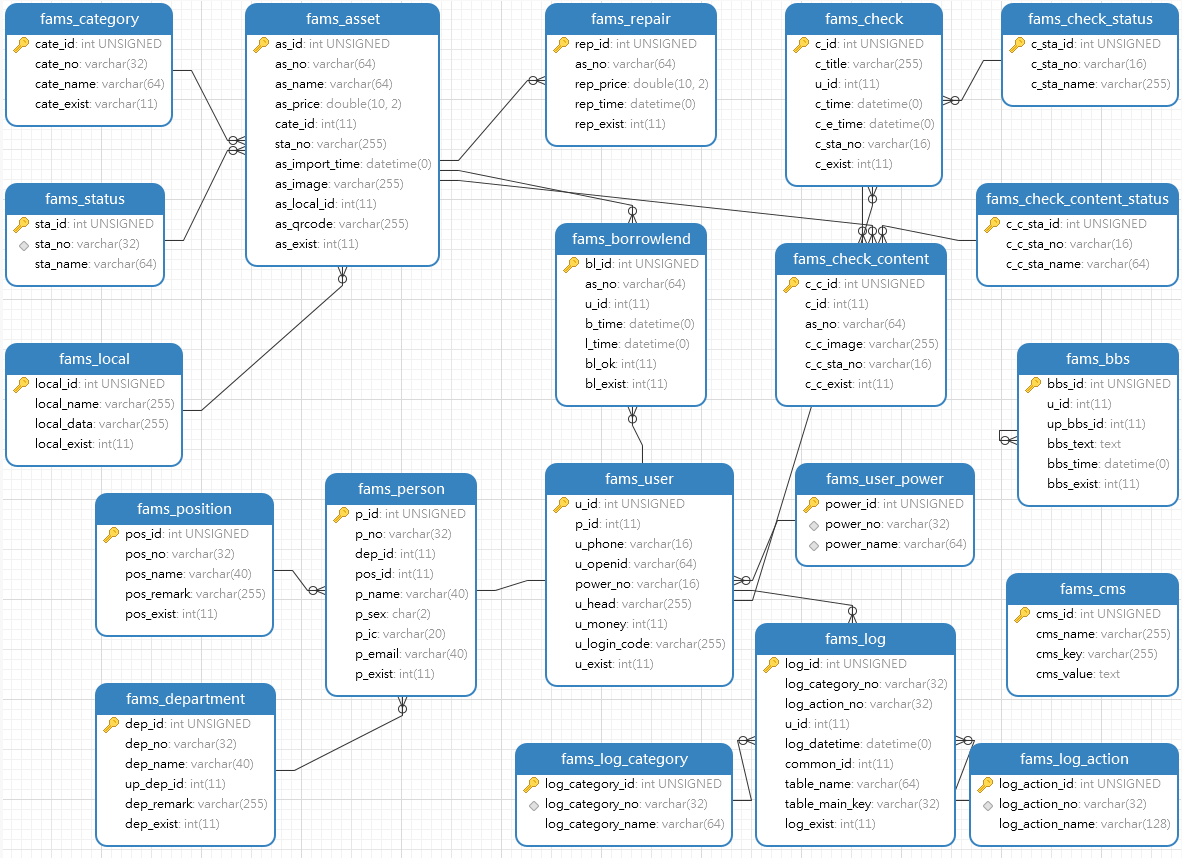 fams_category
cate_id: int UNSIGNED
cate_no: varchar(32)
cate_name: varchar(64)
cate_exist: varchar(11)
fams_asset
as_id: int UNSIGNED
as_no: varchar(64)
as_name: varchar(64)
as_price: double(10, 2)
cate_id: int(11)
sta_no: varchar(255)
as_import_time: datetime(0)
as_image: varchar(255)
as_local_id: int(11)
as_qrcode: varchar(255)
as_exist: int(11)
fams_repair
rep_id: int UNSIGNED
as_no: varchar(64)
rep_price: double(10, 2)
rep_time: datetime(0)
rep_exist: int(11)
fams_check
c_id: int UNSIGNED
c_title: varchar(255)
u_id: int(11)
c_time: datetime(0)
c_e_time: datetime(0)
c_sta_no: varchar(16)
c_exist: int(11)
fams_check_status
c_sta_id: int UNSIGNED
c_sta_no: varchar(16)
c_sta_name: varchar(255)
fams_status
sta_id: int UNSIGNED
sta_no: varchar(32)
sta_name: varchar(64)
fams_borrowlend
bl_id: int UNSIGNED
as_no: varchar(64)
u_id: int(11)
b_time: datetime(0)
l_time: datetime(0)
bl_ok: int(11)
bl_exist: int(11)
fams_check_content
c_c_id: int UNSIGNED
c_id: int(11)
as_no: varchar(64)
c_c_image: varchar(255)
c_c_sta_no: varchar(16)
c_c_exist: int(11)
fams_check_content_status
c_c_sta_id: int UNSIGNED
c_c_sta_no: varchar(16)
c_c_sta_name: varchar(64)
fams_local
local_id: int UNSIGNED
local_name: varchar(255)
local_data: varchar(255)
local_exist: int(11)
fams_bbs
bbs_id: int UNSIGNED
u_id: int(11)
up_bbs_id: int(11)
bbs_text: text
bbs_time: datetime(0)
bbs_exist: int(11)
fams_position
pos_id: int UNSIGNED
pos_no: varchar(32)
pos_name: varchar(40)
pos_remark: varchar(255)
pos_exist: int(11)
fams_person
p_id: int UNSIGNED
p_no: varchar(32)
dep_id: int(11)
pos_id: int(11)
p_name: varchar(40)
p_sex: char(2)
p_ic: varchar(20)
p_email: varchar(40)
p_exist: int(11)
fams_user
u_id: int UNSIGNED
p_id: int(11)
u_phone: varchar(16)
u_openid: varchar(64)
power_no: varchar(16)
u_head: varchar(255)
u_money: int(11)
u_login_code: varchar(255)
u_exist: int(11)
fams_user_power
power_id: int UNSIGNED
power_no: varchar(32)
power_name: varchar(64)
fams_cms
cms_id: int UNSIGNED
cms_name: varchar(255)
cms_key: varchar(255)
cms_value: text
fams_department
dep_id: int UNSIGNED
dep_no: varchar(32)
dep_name: varchar(40)
up_dep_id: int(11)
dep_remark: varchar(255)
dep_exist: int(11)
fams_log
log_id: int UNSIGNED
log_category_no: varchar(32)
log_action_no: varchar(32)
u_id: int(11)
log_datetime: datetime(0)
common_id: int(11)
table_name: varchar(64)
table_main_key: varchar(32)
log_exist: int(11)
fams_log_category
log_category_id: int UNSIGNED
log_category_no: varchar(32)
log_category_name: varchar(64)
fams_log_action
log_action_id: int UNSIGNED
log_action_no: varchar(32)
log_action_name: varchar(128)